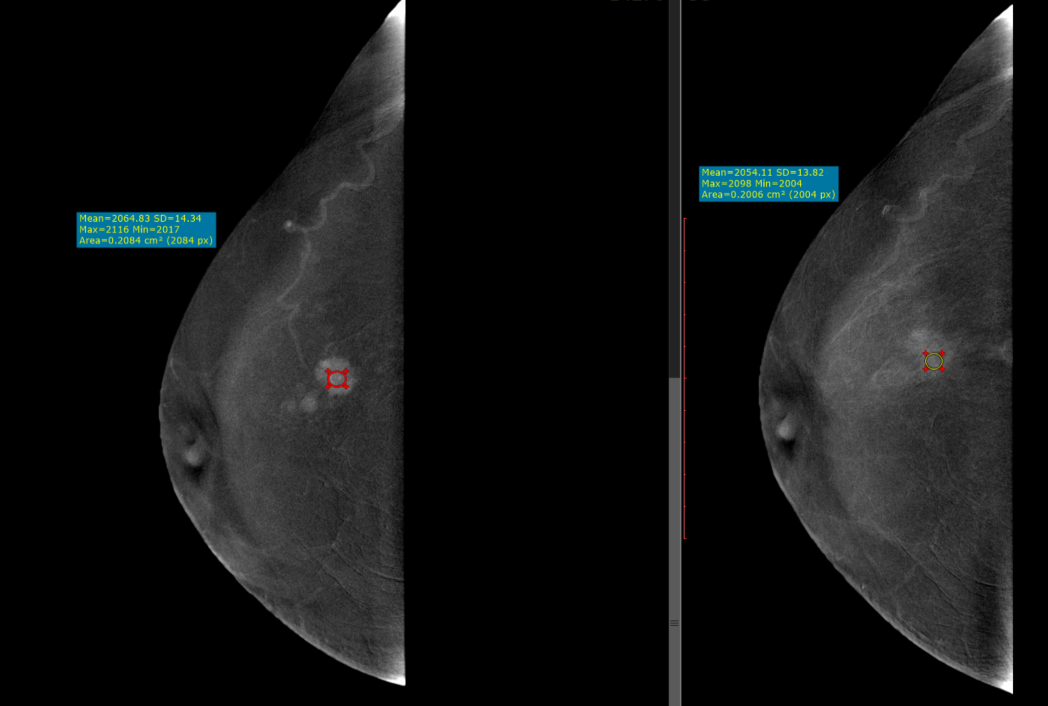 Mean=2064.83 SD=14.34
Max=2116 Min=2017
Area=0.2084 cm² (2084 px)
Mean=2054.11 SD=13.82
Max=2098 Min=2004
Area=0.2006 cm² (2004 px)